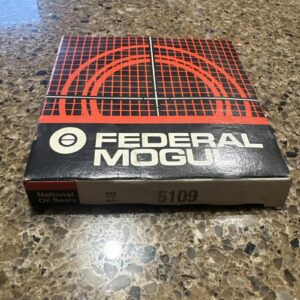 FEDERAL
MOGUL
National
Oil Seals
5109